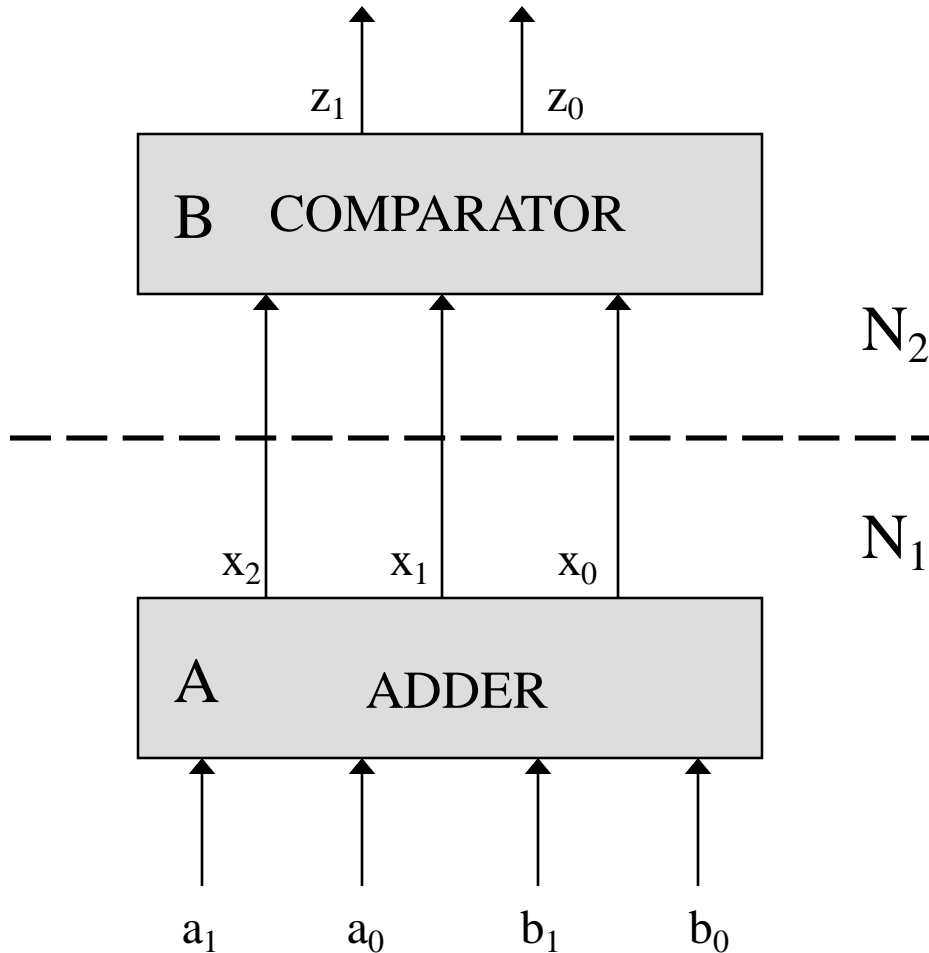 z₁ z₀
B COMPARATOR
N₂
N₁
x₂ x₁ x₀
A ADDER
a₁ a₀ b₁ b₀